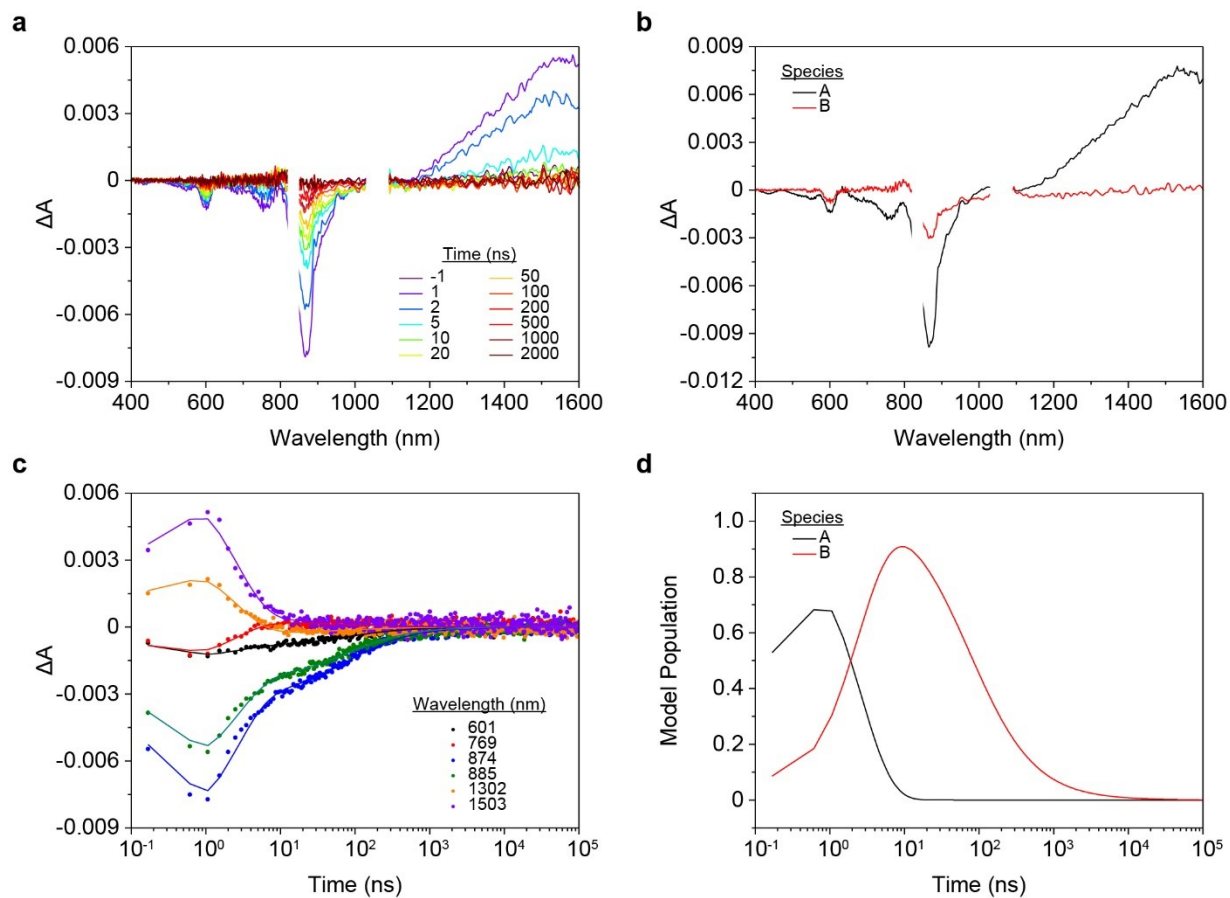 a
0.006
0.003
0
-0.003
-0.006
-0.009
ΔA
Time (ns)
-1
1
2
5
10
20
50
100
200
500
1000
2000
400 600 800 1000 1200 1400 1600
Wavelength (nm)
b
0.009
0.006
0.003
0
-0.003
-0.006
-0.009
-0.012
ΔA
Species
A
B
400 600 800 1000 1200 1400 1600
Wavelength (nm)
c
0.006
0.003
0
-0.003
-0.006
-0.009
ΔA
Wavelength (nm)
601
769
874
885
1302
1503
10⁻¹ 10⁰ 10¹ 10² 10³ 10⁴ 10⁵
Time (ns)
d
1.0
0.8
0.6
0.4
0.2
0
Model Population
Species
A
B
10⁻¹ 10⁰ 10¹ 10² 10³ 10⁴ 10⁵
Time (ns)